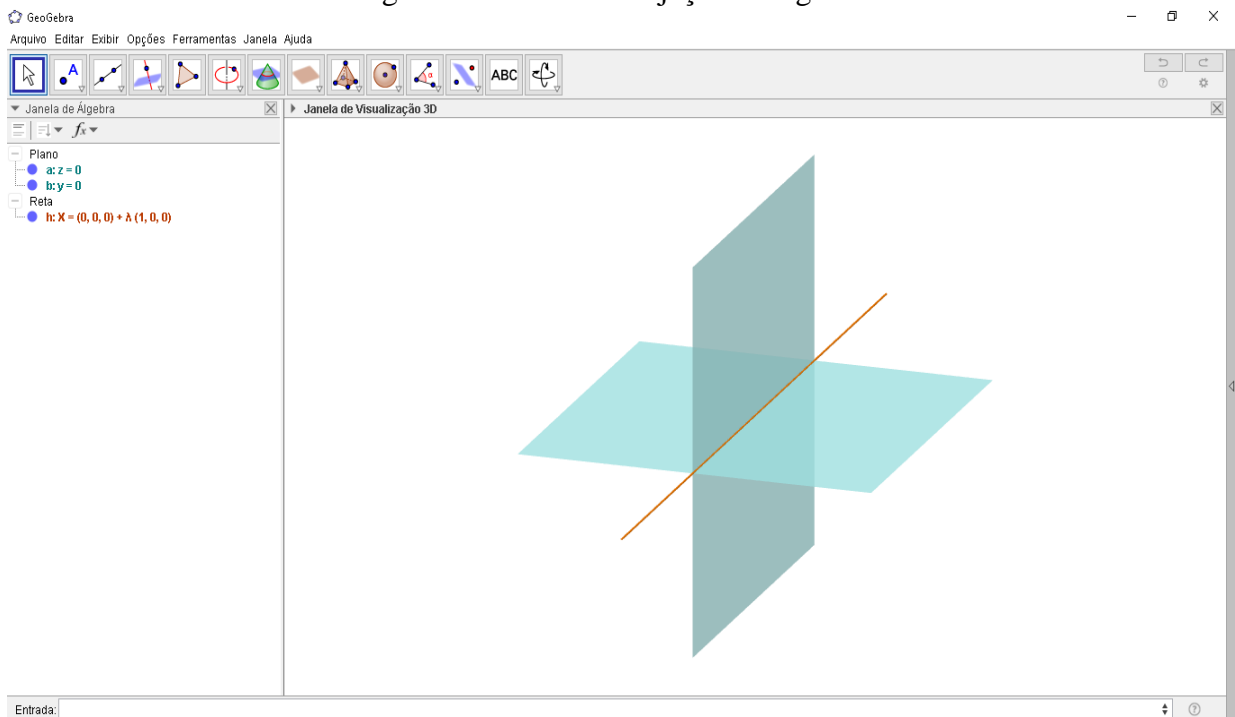 GeoGebra
Arquivo Editar Exibir Opções Ferramentas Janela Ajuda
A
α
ABC
Janela de Álgebra
Janela de Visualização 3D
fx
Plano
a: z = 0
b: y = 0
Reta
h: X = (0, 0, 0) + λ (1, 0, 0)
Entrada: